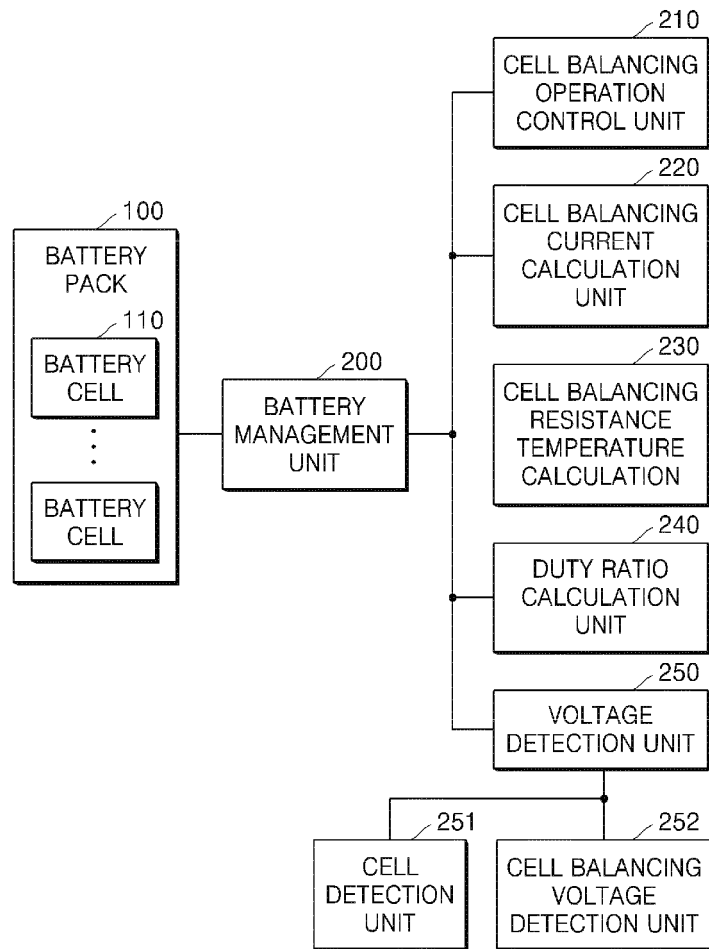 210
CELL BALANCING
OPERATION
CONTROL UNIT
220
CELL BALANCING
CURRENT
CALCULATION
UNIT
100
BATTERY
PACK
110
BATTERY
CELL
BATTERY
CELL
200
BATTERY
MANAGEMENT
UNIT
230
CELL BALANCING
RESISTANCE
TEMPERATURE
CALCULATION
240
DUTY RATIO
CALCULATION
UNIT
250
VOLTAGE
DETECTION UNIT
251
CELL
DETECTION
UNIT
252
CELL BALANCING
VOLTAGE
DETECTION UNIT